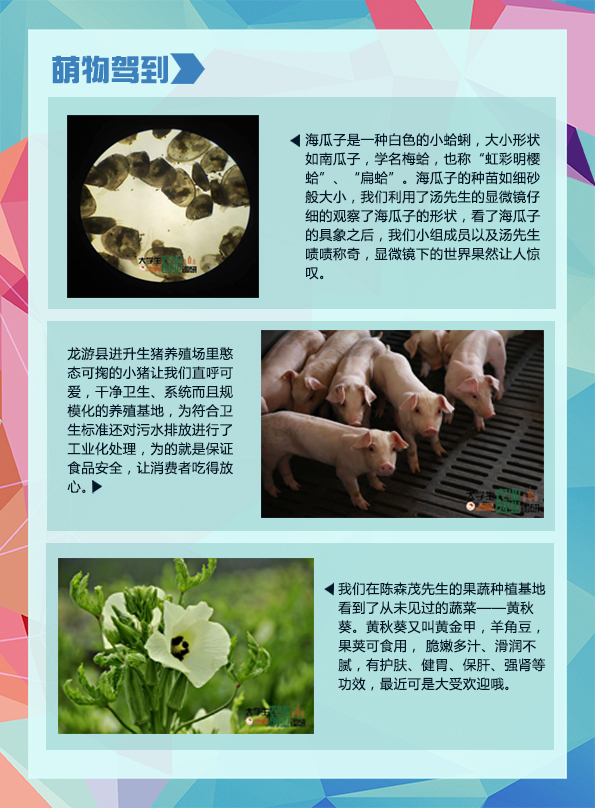 萌物驾到
海瓜子是一种白色的小蛤蜊，大小形状
如南瓜子，学名梅蛤，也称“虹彩明樱
蛤”、“扁蛤”。海瓜子的种苗如细砂
般大小，我们利用了汤先生的显微镜仔
细的观察了海瓜子的形状，看了海瓜子
的具象之后，我们小组成员以及汤先生
啧啧称奇，显微镜下的世界果然让人惊
叹。
龙游县进升生猪养殖场里憨
态可掬的小猪让我们直呼可
爱，干净卫生、系统而且规
模化的养殖基地，为符合卫
生标准还对污水排放进行了
工业化处理，为的就是保证
食品安全，让消费者吃得放
心。
我们在陈森茂先生的果蔬种植基地
看到了从未见过的蔬菜——黄秋
葵。黄秋葵又叫黄金甲，羊角豆，
果荚可食用， 脆嫩多汁、滑润不
腻，有护肤、健胃、保肝、强肾等
功效，最近可是大受欢迎哦。